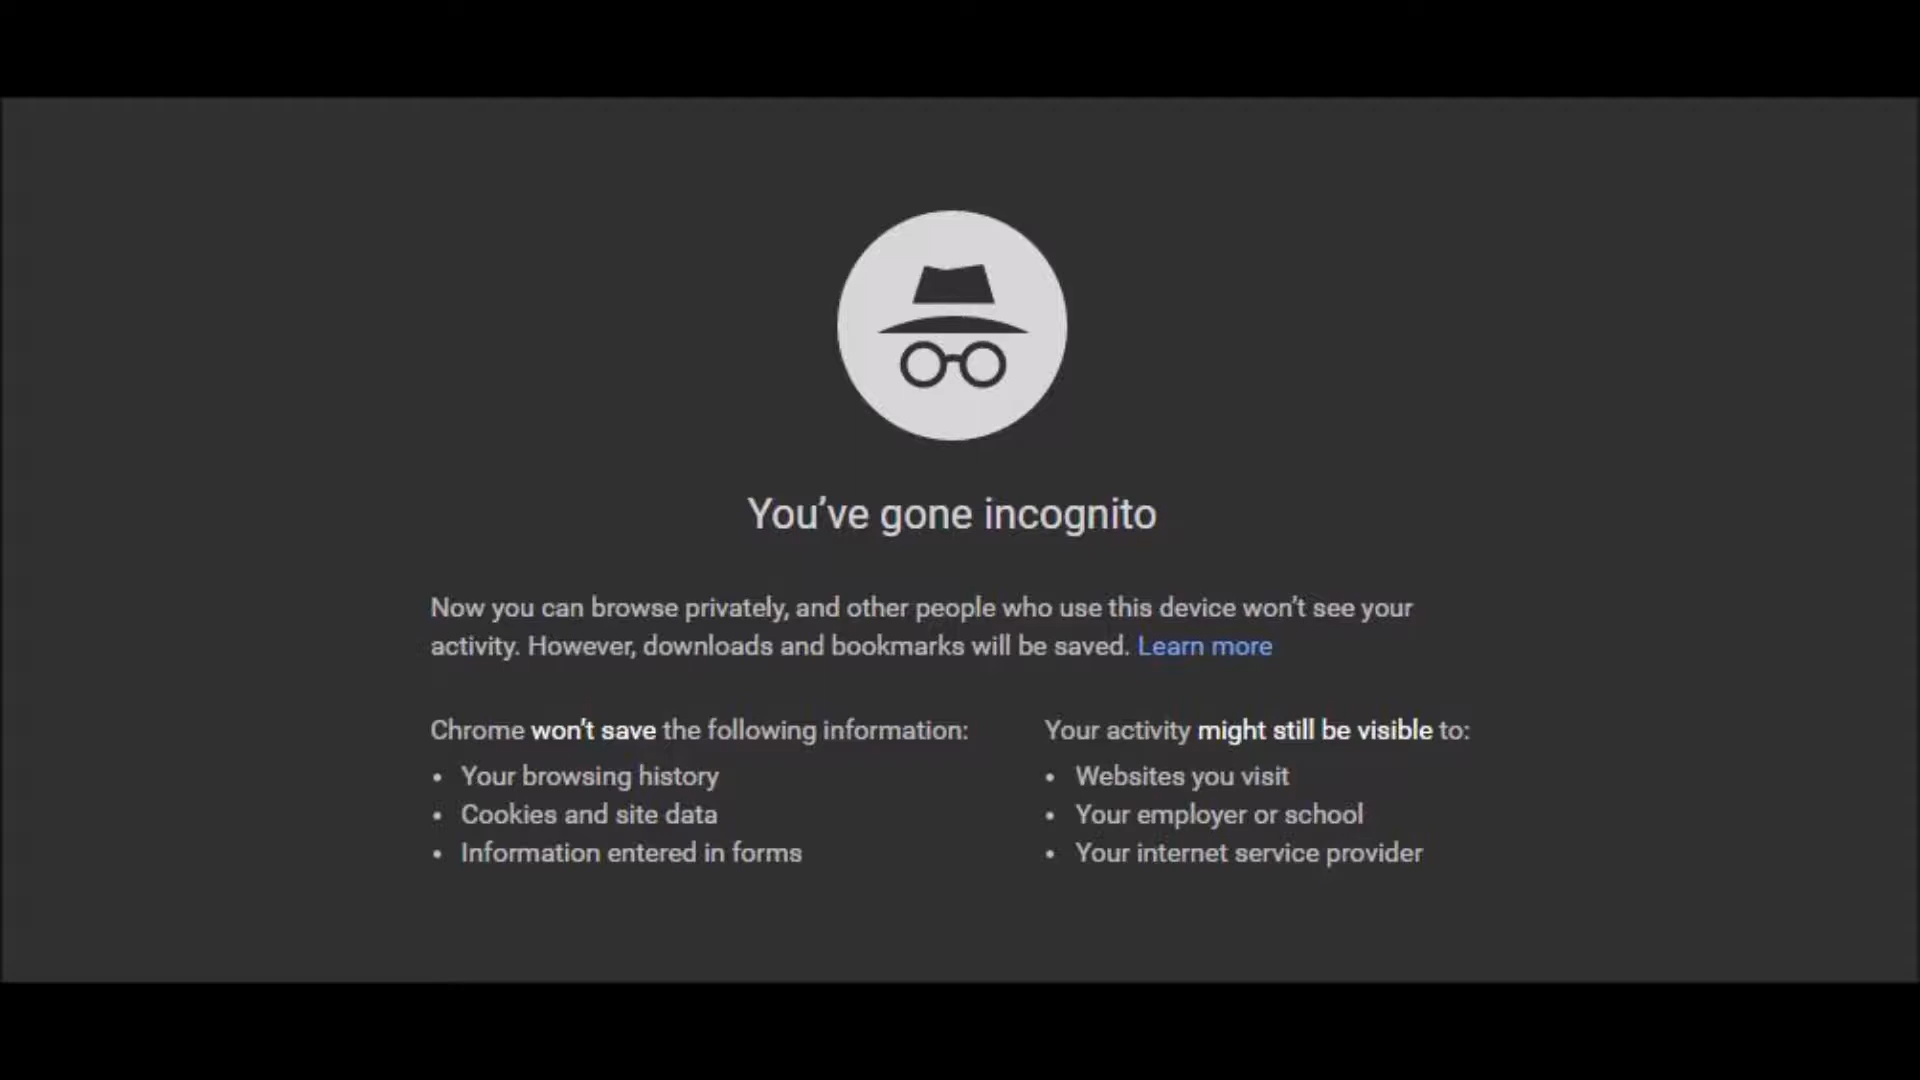 You've gone incognito
Now you can browse privately, and other people who use this device won't see your
activity. However, downloads and bookmarks will be saved. Learn more
Chrome won't save the following information:
• Your browsing history
• Cookies and site data
• Information entered in forms
Your activity might still be visible to:
• Websites you visit
• Your employer or school
• Your internet service provider